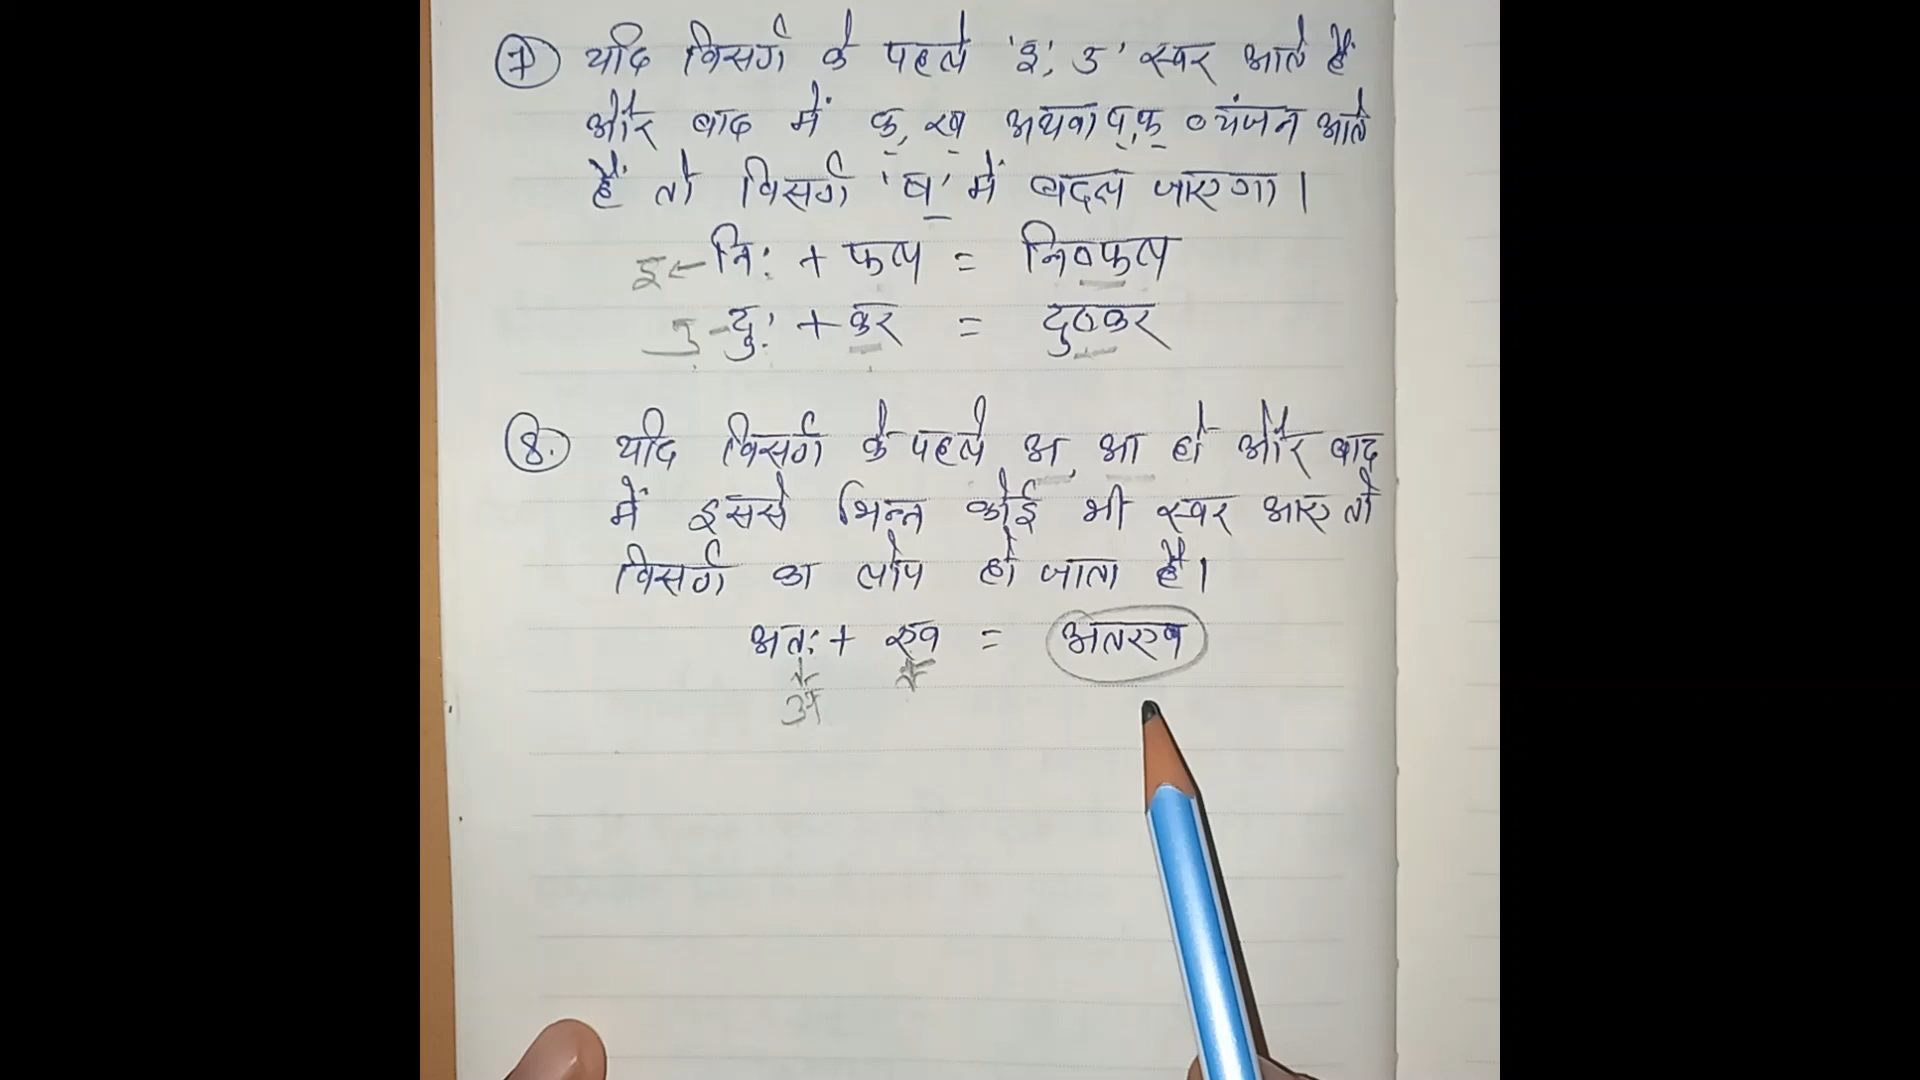 7 यदि विसर्ग के पहले 'इ, उ' स्वर आते हैं
और बाद में क, ख अथवा प, फ व्यंजन आते
हैं तो विसर्ग 'ष' में बदल जाएगा।
इ ← निः + फल = निष्फल
उ - दुः + कर = दुष्कर
8. यदि विसर्ग के पहले अ, आ हो और बाद
में इससे भिन्न कोई भी स्वर आए तो
विसर्ग का लोप हो जाता है।
अतः + एव = अतएव
अ